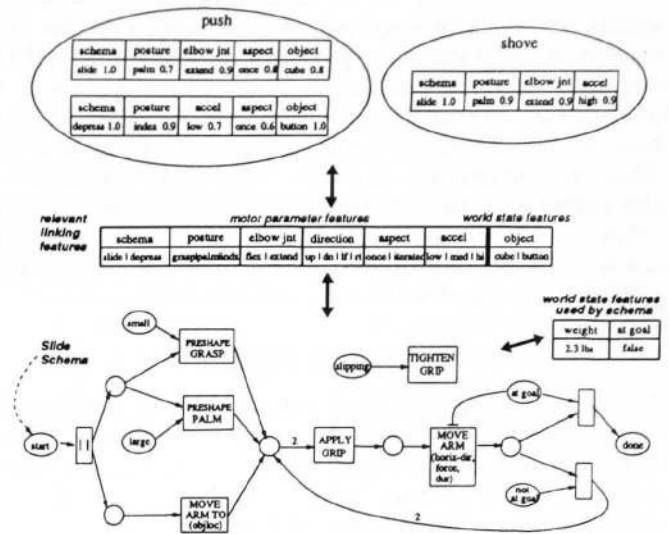 push
schema posture elbow jnt aspect object
slide 1.0 palm 0.7 extend 0.9 once 0.8 cube 0.8
schema posture accel aspect object
depress 1.0 index 0.9 low 0.7 once 0.6 button 1.0
shove
schema posture elbow jnt accel
slide 1.0 palm 0.9 extend 0.9 high 0.9
relevant
linking
features
motor parameter features
world state features
schema posture elbow jnt direction aspect accel object
slide | depress grasp|palm|indx flex | extend up | dn | lf | rt once | iterated low | med | hi cube | button
world state features
used by schema
weight at goal
2.3 lbs false
Slide
Schema
small
PRESHAPE
GRASP
slipping
TIGHTEN
GRIP
start
||
large
PRESHAPE
PALM
2
APPLY
GRIP
MOVE
ARM
(horiz-dir,
force,
dur)
at goal
done
not
at goal
MOVE
ARM TO
(objloc)
2